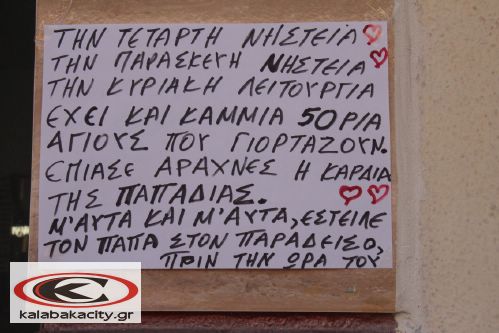 ΤΗΝ ΤΕΤΑΡΤΗ ΝΗΣΤΕΙΑ
ΤΗΝ ΠΑΡΑΣΚΕΥΗ ΝΗΣΤΕΙΑ
ΤΗΝ ΚΥΡΙΑΚΗ ΛΕΙΤΟΥΡΓΙΑ
ΕΧΕΙ ΚΑΙ ΚΑΜΜΙΑ 50ΡΙΑ
ΑΓΙΟΥΣ ΠΟΥ ΓΙΟΡΤΑΖΟΥΝ.
ΕΠΙΑΣΕ ΑΡΑΧΝΕΣ Η ΚΑΡΔΙΑ
ΤΗΣ ΠΑΠΑΔΙΑΣ.
Μ'ΑΥΤΑ ΚΑΙ Μ'ΑΥΤΑ, ΕΣΤΕΙΛΕ
ΤΟΝ ΠΑΠΑ ΣΤΟΝ ΠΑΡΑΔΕΙΣΟ,
ΠΡΙΝ ΤΗΝ ΩΡΑ ΤΟΥ
kalabakacity.gr